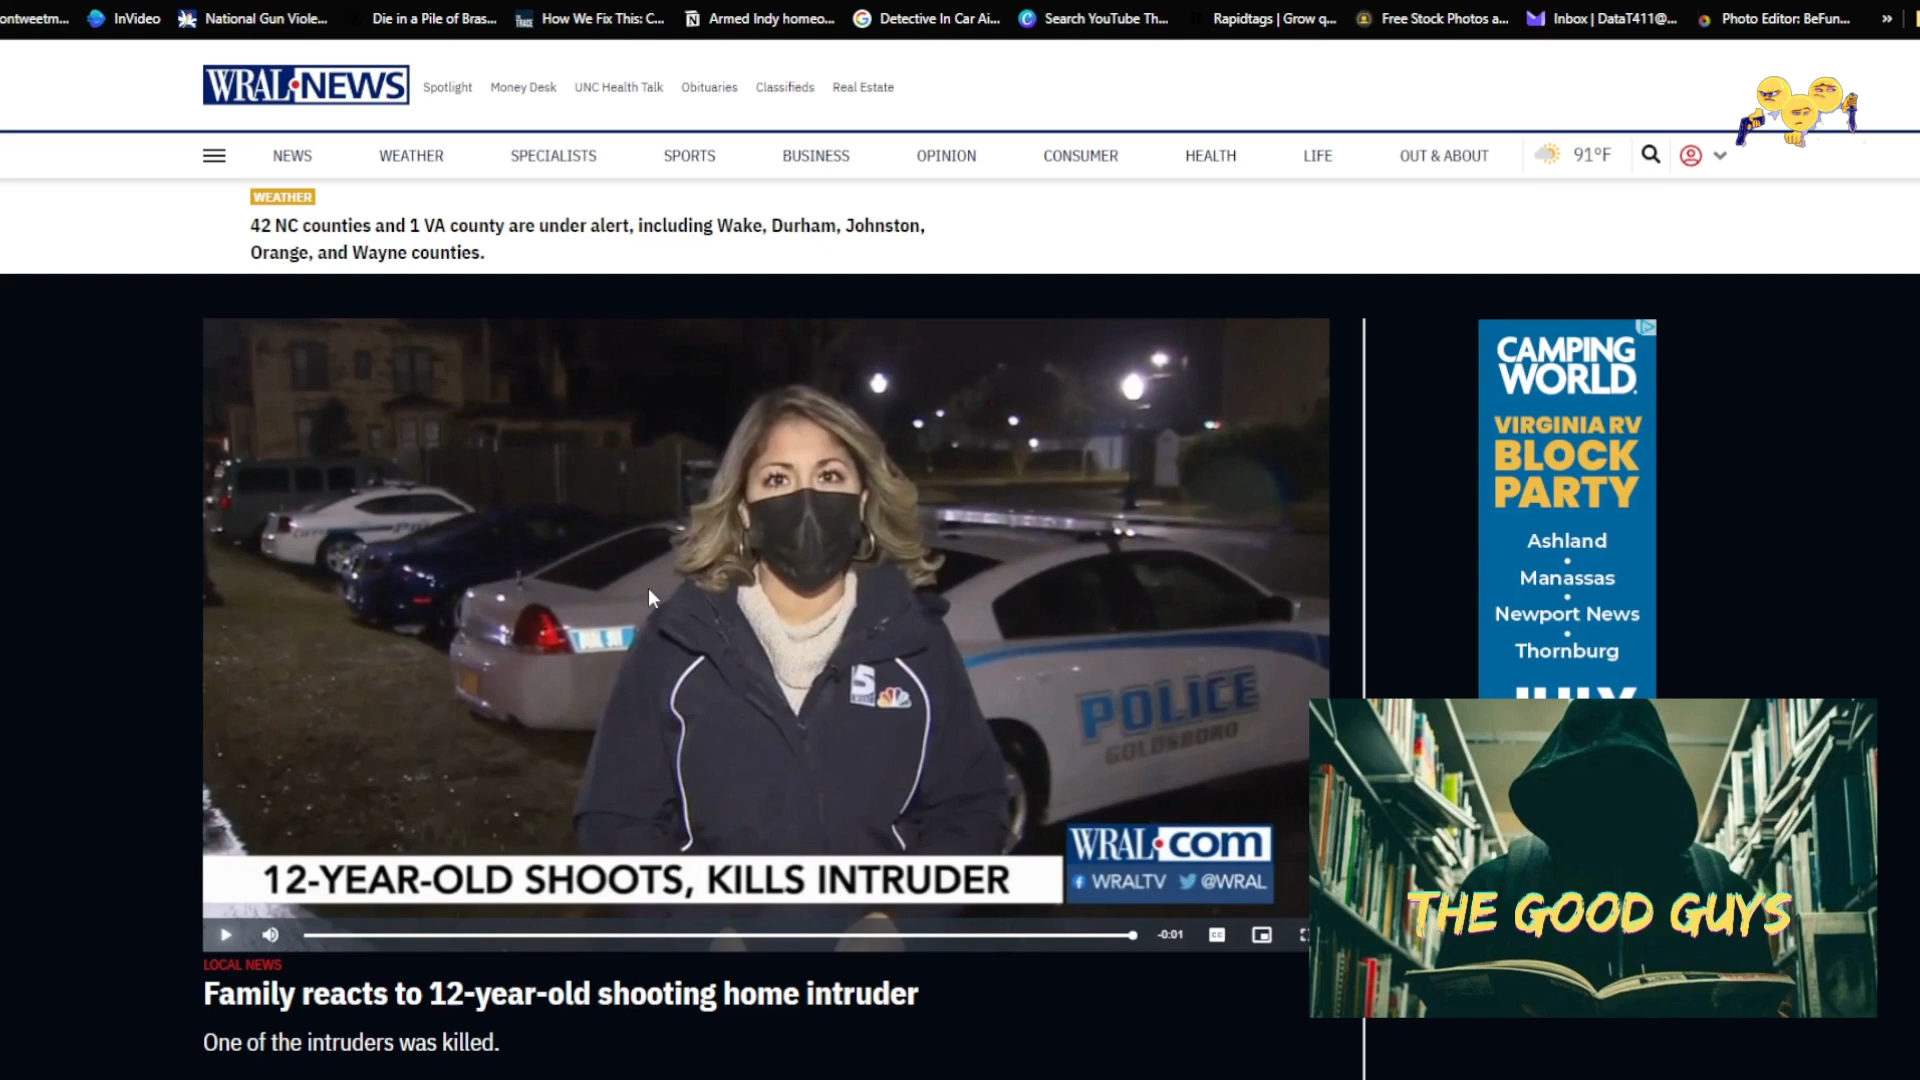 ontweetm... InVideo National Gun Viole... Die in a Pile of Bras... How We Fix This: C... Armed Indy homeo... Detective In Car Ai... Search YouTube Th... Rapidtags | Grow q... Free Stock Photos a... Inbox | DataT411@... Photo Editor: BeFun... »
WRAL NEWS Spotlight Money Desk UNC Health Talk Obituaries Classifieds Real Estate
NEWS WEATHER SPECIALISTS SPORTS BUSINESS OPINION CONSUMER HEALTH LIFE OUT & ABOUT 91°F
WEATHER
42 NC counties and 1 VA county are under alert, including Wake, Durham, Johnston,
Orange, and Wayne counties.
5
POLICE
GOLDSBORO
12-YEAR-OLD SHOOTS, KILLS INTRUDER
WRAL.com
WRALTV @WRAL
-0:01 CC
LOCAL NEWS
Family reacts to 12-year-old shooting home intruder
One of the intruders was killed.
CAMPING
WORLD
VIRGINIA RV
BLOCK
PARTY
Ashland
•
Manassas
•
Newport News
•
Thornburg
JULY
THE GOOD GUYS